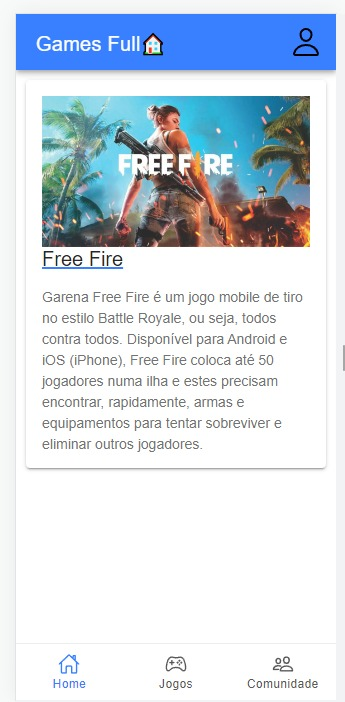 Games Full
FREE FIRE
Free Fire
Garena Free Fire é um jogo mobile de tiro
no estilo Battle Royale, ou seja, todos
contra todos. Disponível para Android e
iOS (iPhone), Free Fire coloca até 50
jogadores numa ilha e estes precisam
encontrar, rapidamente, armas e
equipamentos para tentar sobreviver e
eliminar outros jogadores.
Home
Jogos
Comunidade